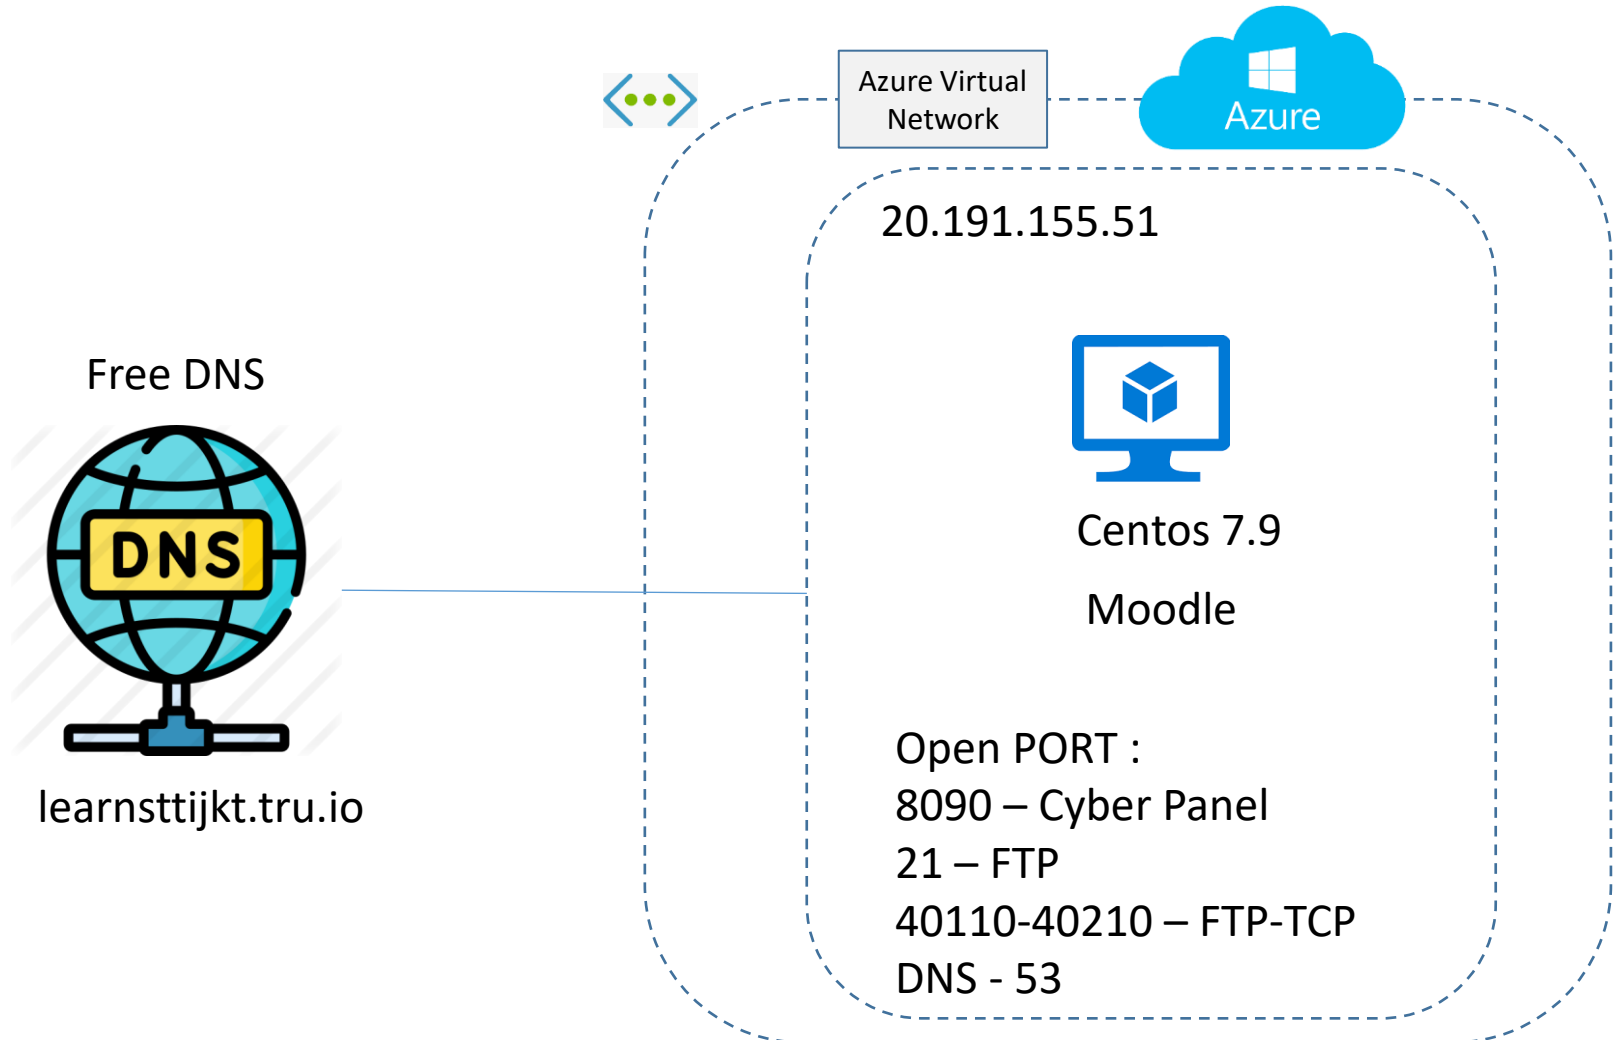 Azure Virtual
Network
Azure
20.191.155.51
Free DNS
DNS
learnsttijkt.tru.io
Centos 7.9
Moodle
Open PORT :
8090 – Cyber Panel
21 – FTP
40110-40210 – FTP-TCP
DNS - 53